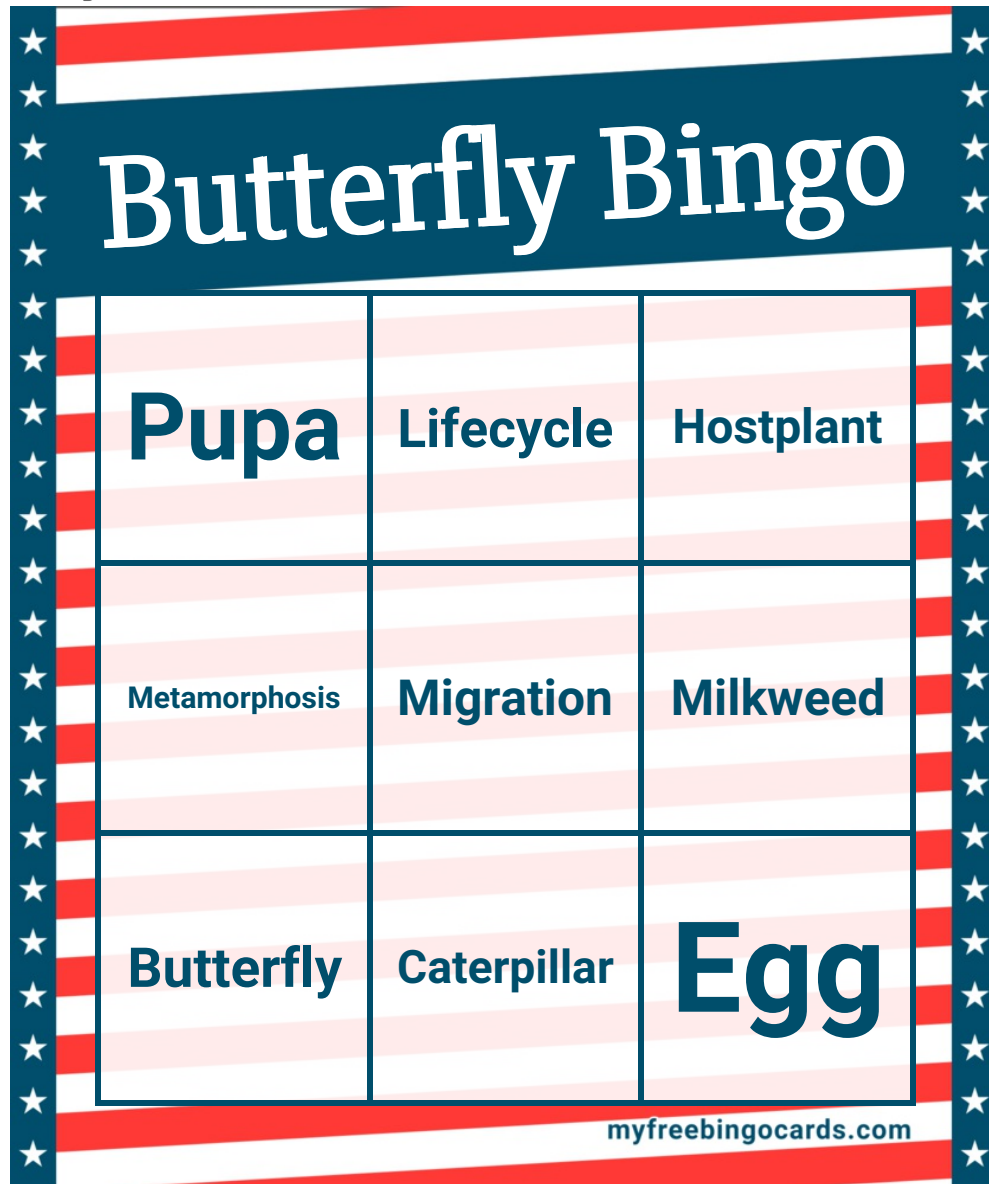 Butterfly Bingo
Pupa
Lifecycle
Hostplant
Metamorphosis
Migration
Milkweed
Butterfly
Caterpillar
Egg
myfreebingocards.com